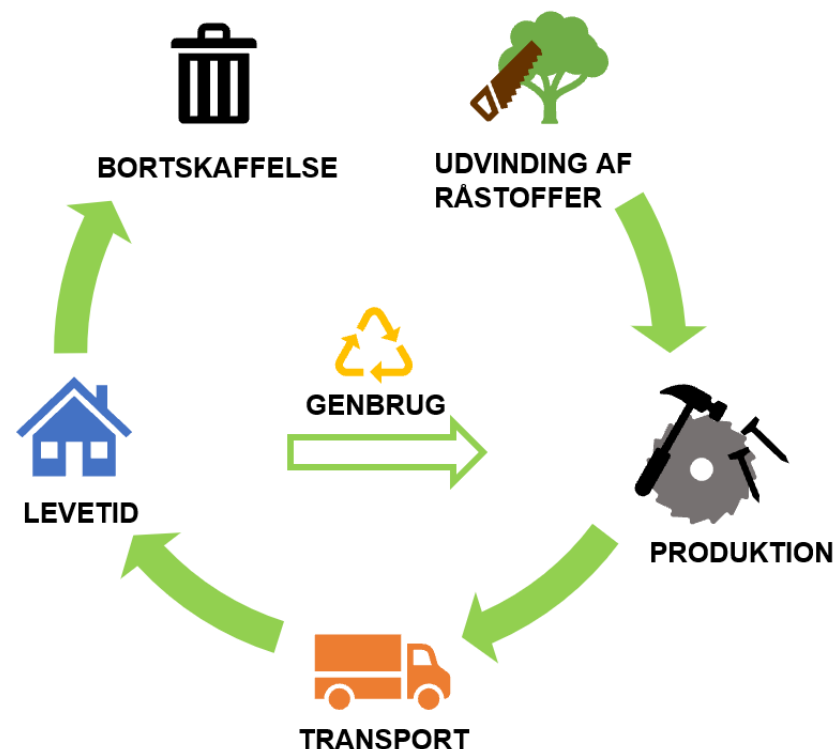 BORTSKAFFELSE
UDVINDING AF
RÅSTOFFER
GENBRUG
LEVETID
PRODUKTION
TRANSPORT